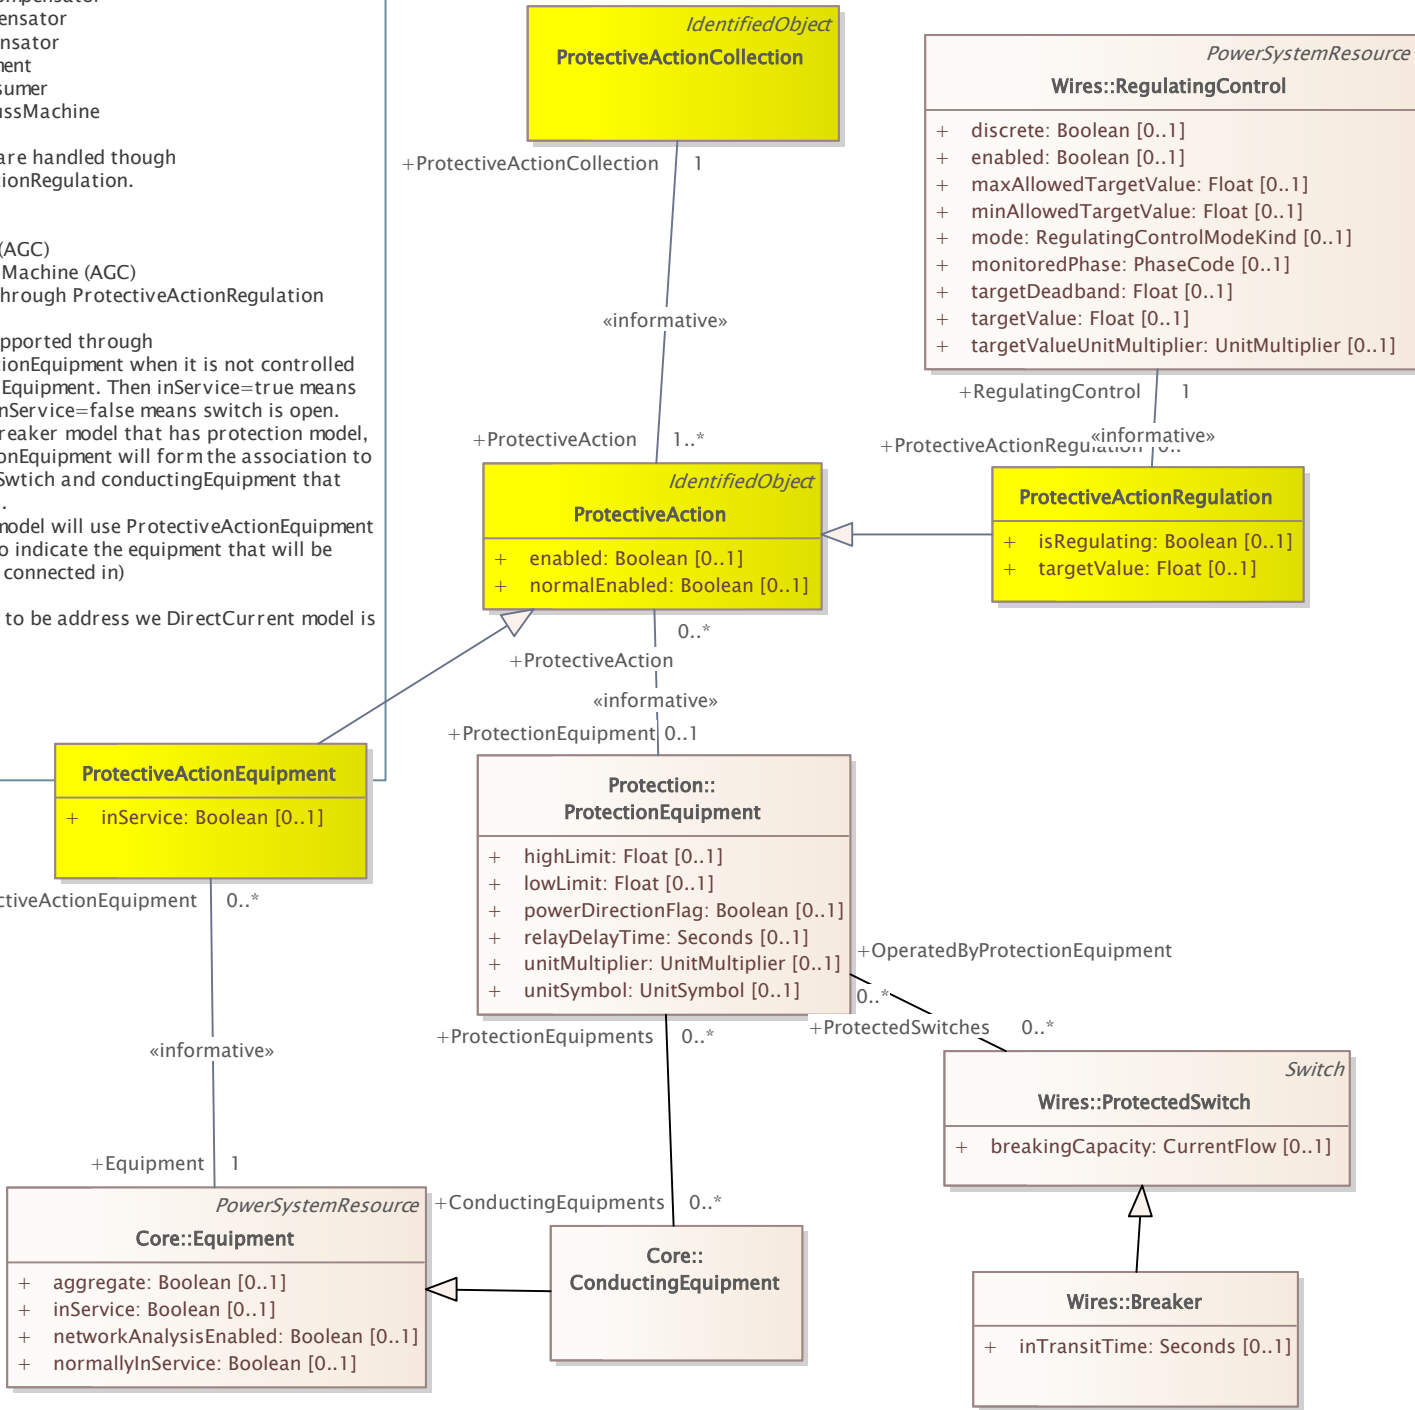 ensator
nsator
ment
sumer
ussMachine
are handled though
tionRegulation.
(AGC)
Machine (AGC)
hrough ProtectiveActionRegulation
pported through
tionEquipment when it is not controlled
Equipment. Then inService=true means
nService=false means switch is open.
reaker model that has protection model,
onEquipment will form the association to
Swtich and conductingEquipment that
.
model will use ProtectiveActionEquipment
o indicate the equipment that will be
connected in)
to be address we DirectCurrent model is
IdentifiedObject
ProtectiveActionCollection
+ProtectiveActionCollection 1
«informative»
+ProtectiveAction 1..*
PowerSystemResource
Wires::RegulatingControl
+ discrete: Boolean [0..1]
+ enabled: Boolean [0..1]
+ maxAllowedTargetValue: Float [0..1]
+ minAllowedTargetValue: Float [0..1]
+ mode: RegulatingControlModeKind [0..1]
+ monitoredPhase: PhaseCode [0..1]
+ targetDeadband: Float [0..1]
+ targetValue: Float [0..1]
+ targetValueUnitMultiplier: UnitMultiplier [0..1]
+RegulatingControl 1
«informative»
+ProtectiveActionRegulation 0..
IdentifiedObject
ProtectiveAction
+ enabled: Boolean [0..1]
+ normalEnabled: Boolean [0..1]
ProtectiveActionRegulation
+ isRegulating: Boolean [0..1]
+ targetValue: Float [0..1]
0..*
+ProtectiveAction
«informative»
+ProtectionEquipment 0..1
ProtectiveActionEquipment
+ inService: Boolean [0..1]
ctiveActionEquipment 0..*
«informative»
+Equipment 1
Protection::
ProtectionEquipment
+ highLimit: Float [0..1]
+ lowLimit: Float [0..1]
+ powerDirectionFlag: Boolean [0..1]
+ relayDelayTime: Seconds [0..1]
+ unitMultiplier: UnitMultiplier [0..1]
+ unitSymbol: UnitSymbol [0..1]
+OperatedByProtectionEquipment
0..*
+ProtectedSwitches 0..*
+ProtectionEquipments 0..*
+ConductingEquipments 0..*
Switch
Wires::ProtectedSwitch
+ breakingCapacity: CurrentFlow [0..1]
PowerSystemResource
Core::Equipment
+ aggregate: Boolean [0..1]
+ inService: Boolean [0..1]
+ networkAnalysisEnabled: Boolean [0..1]
+ normallyInService: Boolean [0..1]
Core::
ConductingEquipment
Wires::Breaker
+ inTransitTime: Seconds [0..1]